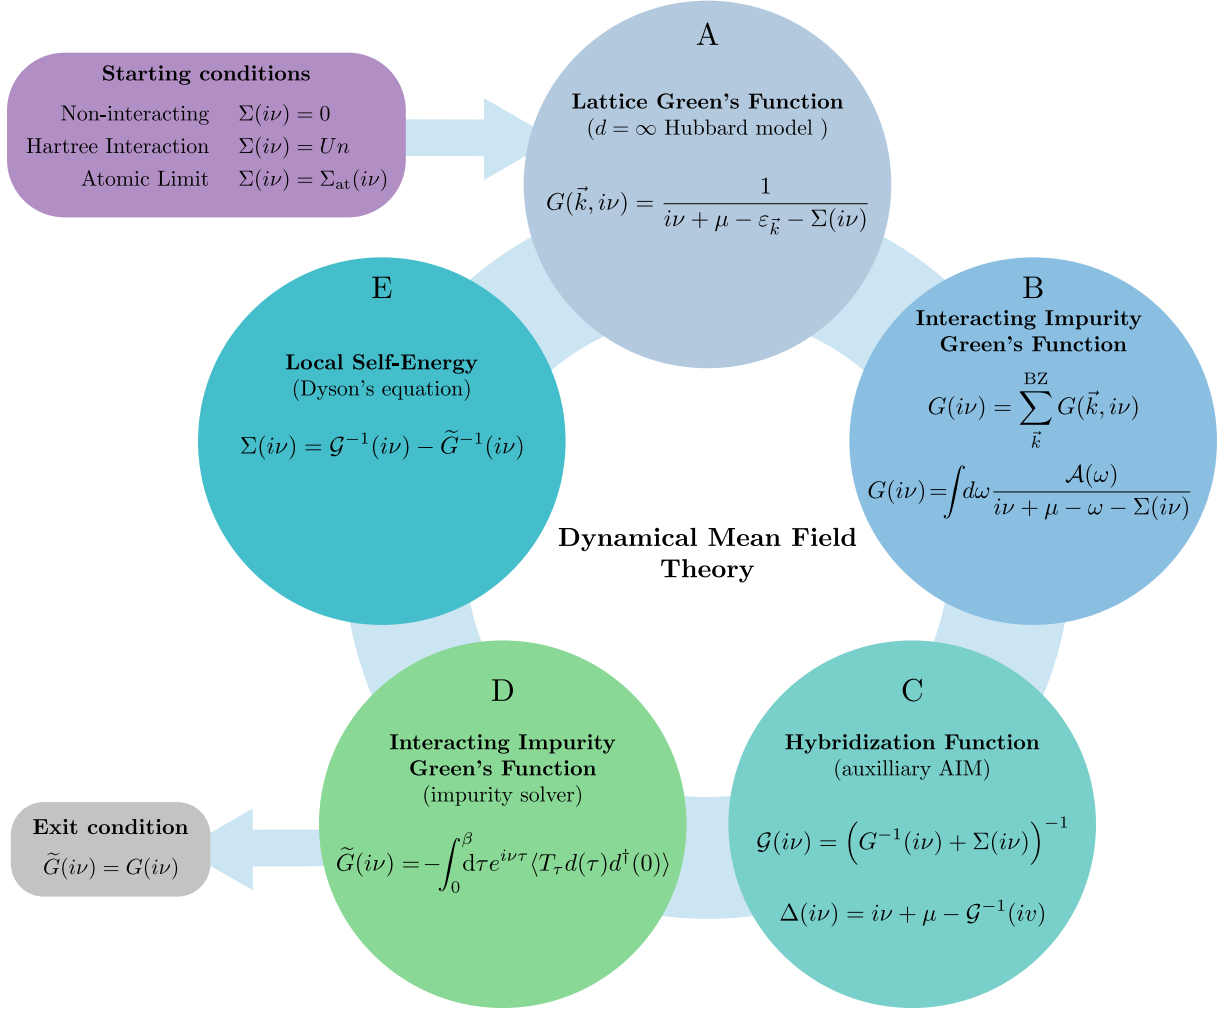 Starting conditions
Non-interacting Σ(iν) = 0
Hartree Interaction Σ(iν) = Un
Atomic Limit Σ(iν) = Σ_at(iν)
A
Lattice Green's Function
(d = ∞ Hubbard model )
G(k⃗, iν) = 1 / (iν + μ − ε_k⃗ − Σ(iν))
B
Interacting Impurity
Green's Function
G(iν) = ∑_k⃗^BZ G(k⃗, iν)
G(iν) = ∫ dω 𝒜(ω) / (iν + μ − ω − Σ(iν))
C
Hybridization Function
(auxilliary AIM)
𝒢(iν) = (G⁻¹(iν) + Σ(iν))⁻¹
Δ(iν) = iν + μ − 𝒢⁻¹(iv)
D
Interacting Impurity
Green's Function
(impurity solver)
G̃(iν) = −∫₀^β dτ e^{iντ} ⟨T_τ d(τ)d†(0)⟩
Exit condition
G̃(iν) = G(iν)
E
Local Self-Energy
(Dyson's equation)
Σ(iν) = 𝒢⁻¹(iν) − G̃⁻¹(iν)
Dynamical Mean Field
Theory